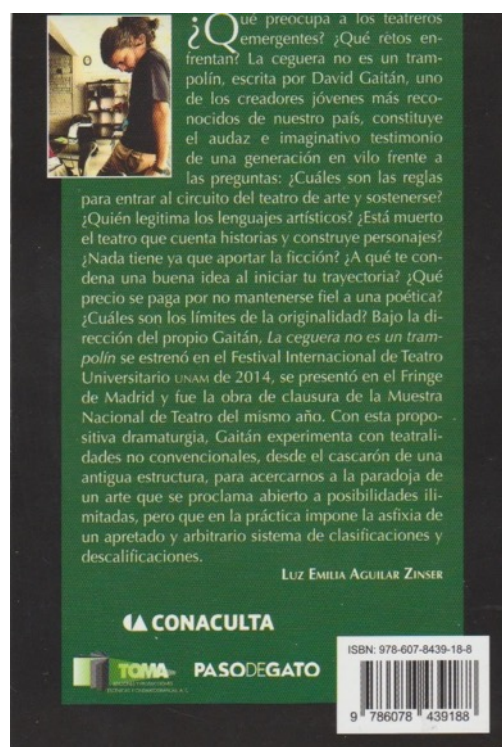 ¿Qué preocupa a los teatreros
emergentes? ¿Qué retos en-
frentan? La ceguera no es un tram-
polín, escrita por David Gaitán, uno
de los creadores jóvenes más reco-
nocidos de nuestro país, constituye
el audaz e imaginativo testimonio
de una generación en vilo frente a
las preguntas: ¿Cuáles son las reglas
para entrar al circuito del teatro de arte y sostenerse?
¿Quién legitima los lenguajes artísticos? ¿Está muerto
el teatro que cuenta historias y construye personajes?
¿Nada tiene ya que aportar la ficción? ¿A qué te con-
dena una buena idea al iniciar tu trayectoria? ¿Qué
precio se paga por no mantenerse fiel a una poética?
¿Cuáles son los límites de la originalidad? Bajo la di-
rección del propio Gaitán, La ceguera no es un tram-
polín se estrenó en el Festival Internacional de Teatro
Universitario UNAM de 2014, se presentó en el Fringe
de Madrid y fue la obra de clausura de la Muestra
Nacional de Teatro del mismo año. Con esta propo-
sitiva dramaturgia, Gaitán experimenta con teatrali-
dades no convencionales, desde el cascarón de una
antigua estructura, para acercarnos a la paradoja de
un arte que se proclama abierto a posibilidades ili-
mitadas, pero que en la práctica impone la asfixia de
un apretado y arbitrario sistema de clasificaciones y
descalificaciones.
LUZ EMILIA AGUILAR ZINSER
CONACULTA
TOMA
PASODEGATO
ISBN: 978-607-8439-18-8
9 786078 439188